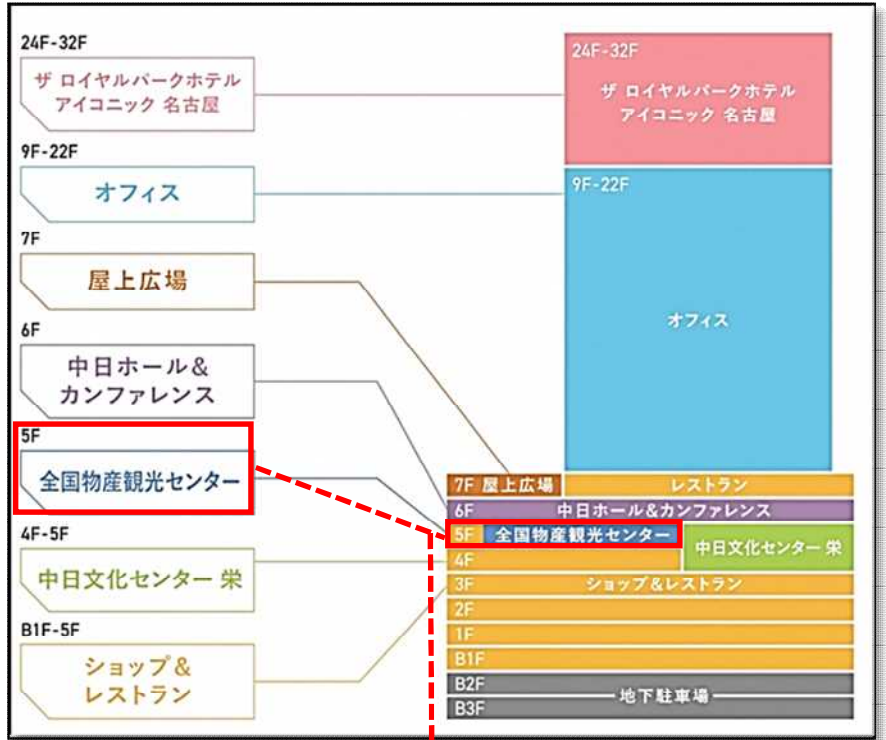 24F-32F
ザ ロイヤルパークホテル
アイコニック 名古屋
9F-22F
オフィス
7F
屋上広場
6F
中日ホール&
カンファレンス
5F
全国物産観光センター
4F-5F
中日文化センター 栄
B1F-5F
ショップ&
レストラン
24F-32F
ザ ロイヤルパークホテル
アイコニック 名古屋
9F-22F
オフィス
7F 屋上広場 レストラン
6F 中日ホール&カンファレンス
5F 全国物産観光センター
中日文化センター 栄
4F
3F ショップ&レストラン
2F
1F
B1F
B2F
地下駐車場
B3F